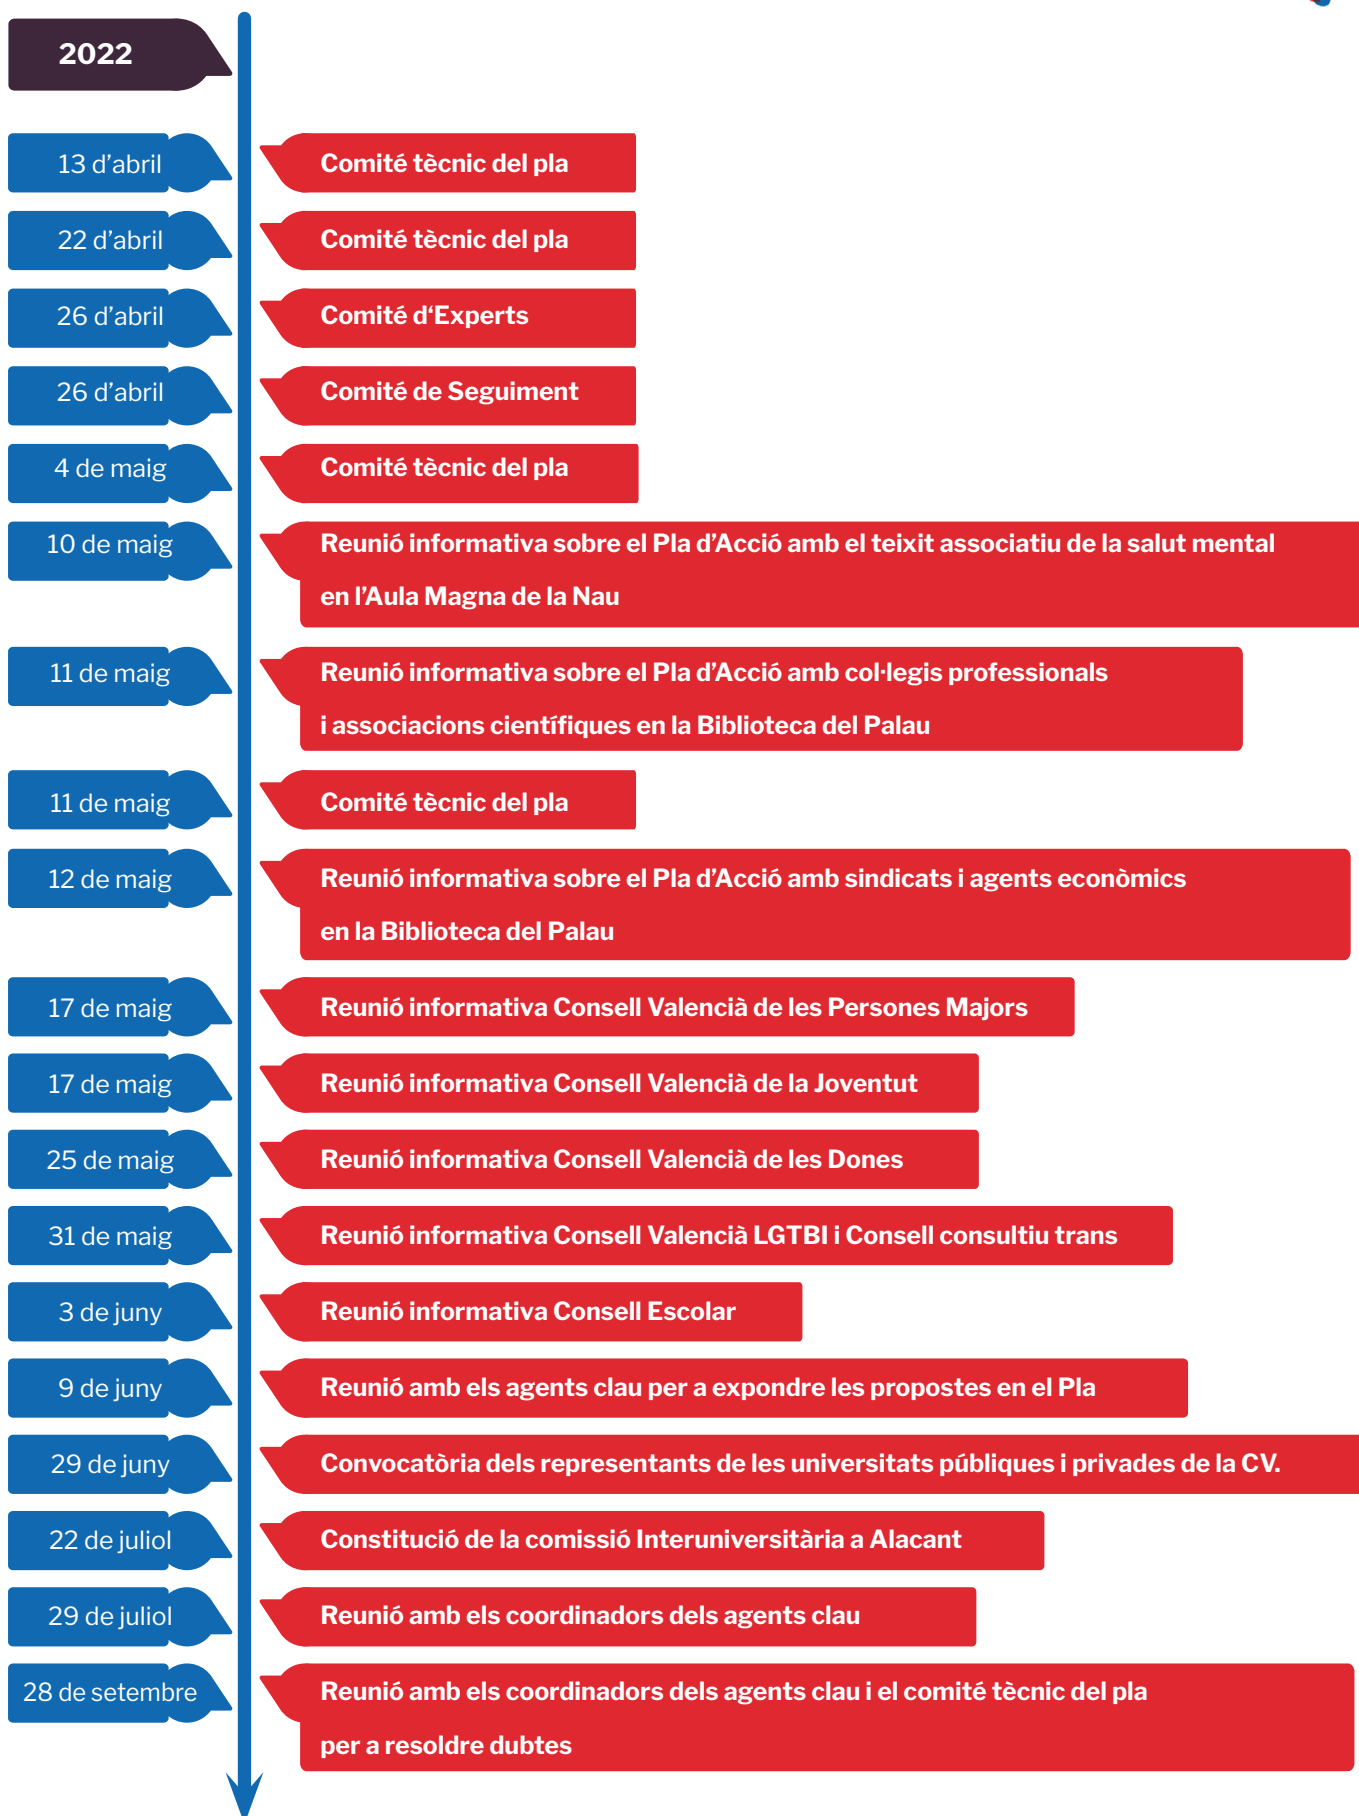 2022
13 d’abril
Comité tècnic del pla
22 d’abril
Comité tècnic del pla
26 d’abril
Comité d‘Experts
26 d’abril
Comité de Seguiment
4 de maig
Comité tècnic del pla
10 de maig
Reunió informativa sobre el Pla d’Acció amb el teixit associatiu de la salut mental
en l’Aula Magna de la Nau
11 de maig
Reunió informativa sobre el Pla d’Acció amb col·legis professionals
i associacions científiques en la Biblioteca del Palau
11 de maig
Comité tècnic del pla
12 de maig
Reunió informativa sobre el Pla d’Acció amb sindicats i agents econòmics
en la Biblioteca del Palau
17 de maig
Reunió informativa Consell Valencià de les Persones Majors
17 de maig
Reunió informativa Consell Valencià de la Joventut
25 de maig
Reunió informativa Consell Valencià de les Dones
31 de maig
Reunió informativa Consell Valencià LGTBI i Consell consultiu trans
3 de juny
Reunió informativa Consell Escolar
9 de juny
Reunió amb els agents clau per a expondre les propostes en el Pla
29 de juny
Convocatòria dels representants de les universitats públiques i privades de la CV.
22 de juliol
Constitució de la comissió Interuniversitària a Alacant
29 de juliol
Reunió amb els coordinadors dels agents clau
28 de setembre
Reunió amb els coordinadors dels agents clau i el comité tècnic del pla
per a resoldre dubtes